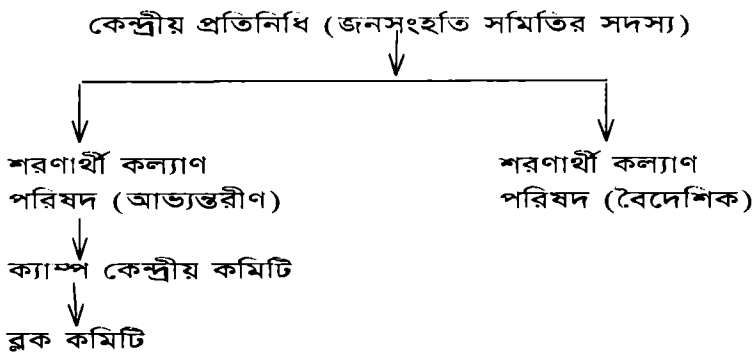 কেন্দ্রীয় প্রতিনিধি (জনসংহতি সমিতির সদস্য)
শরণার্থী কল্যাণ
পরিষদ (আভ্যন্তরীণ)
শরণার্থী কল্যাণ
পরিষদ (বৈদেশিক)
ক্যাম্প কেন্দ্রীয় কমিটি
ব্লক কমিটি